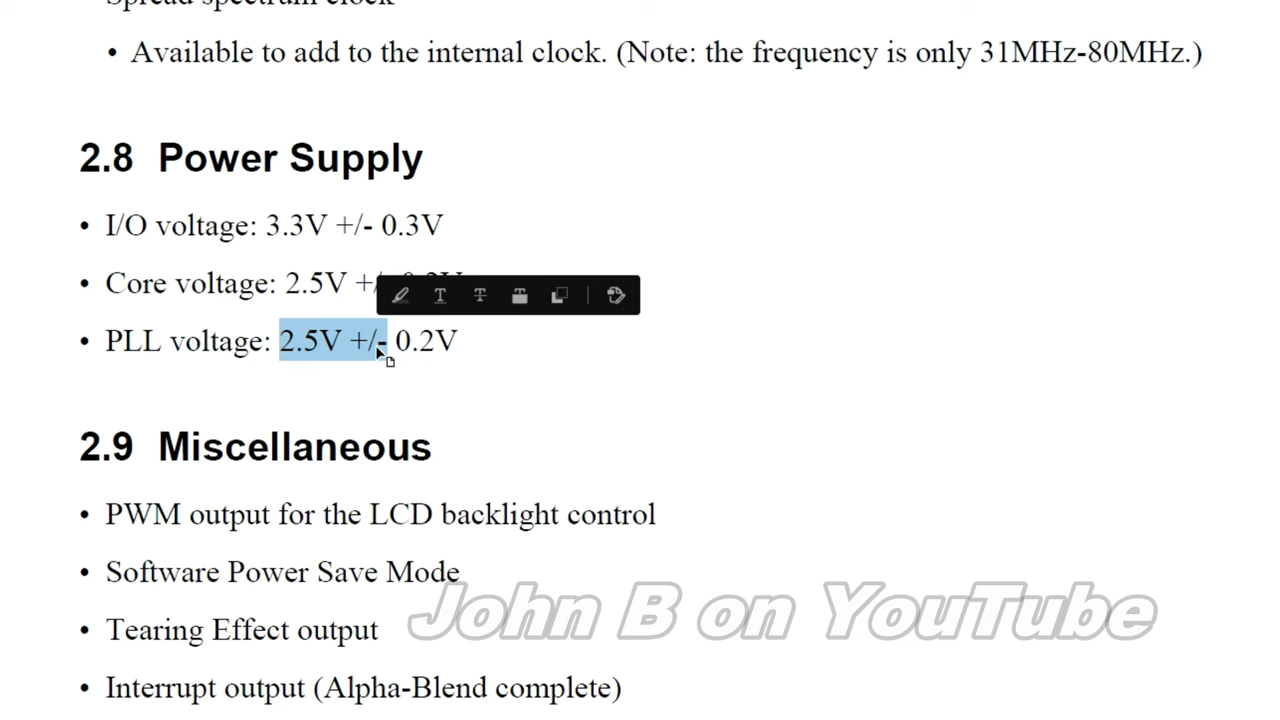 Spread spectrum clock
• Available to add to the internal clock. (Note: the frequency is only 31MHz-80MHz.)
2.8 Power Supply
• I/O voltage: 3.3V +/- 0.3V
• Core voltage: 2.5V +/
• PLL voltage: 2.5V +/- 0.2V
2.9 Miscellaneous
• PWM output for the LCD backlight control
• Software Power Save Mode
John B on YouTube
• Tearing Effect output
• Interrupt output (Alpha-Blend complete)